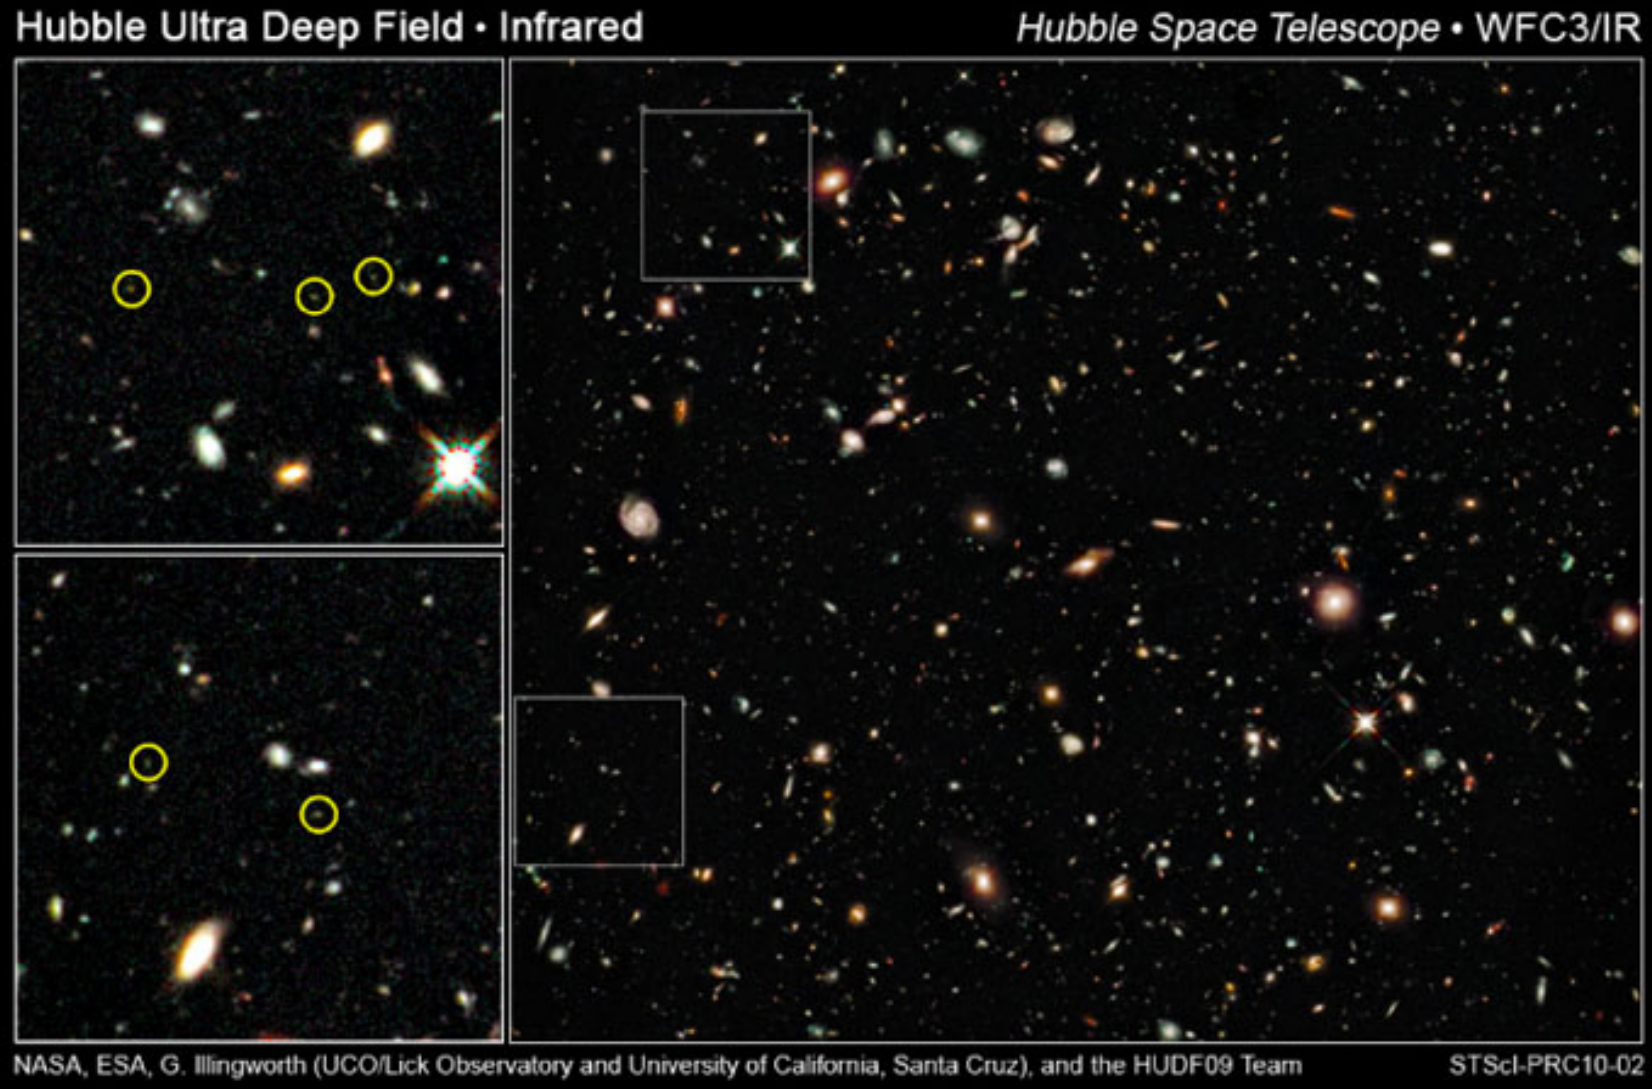 Hubble Ultra Deep Field • Infrared
Hubble Space Telescope • WFC3/IR
NASA, ESA, G. Illingworth (UCO/Lick Observatory and University of California, Santa Cruz), and the HUDF09 Team
STScI-PRC10-02